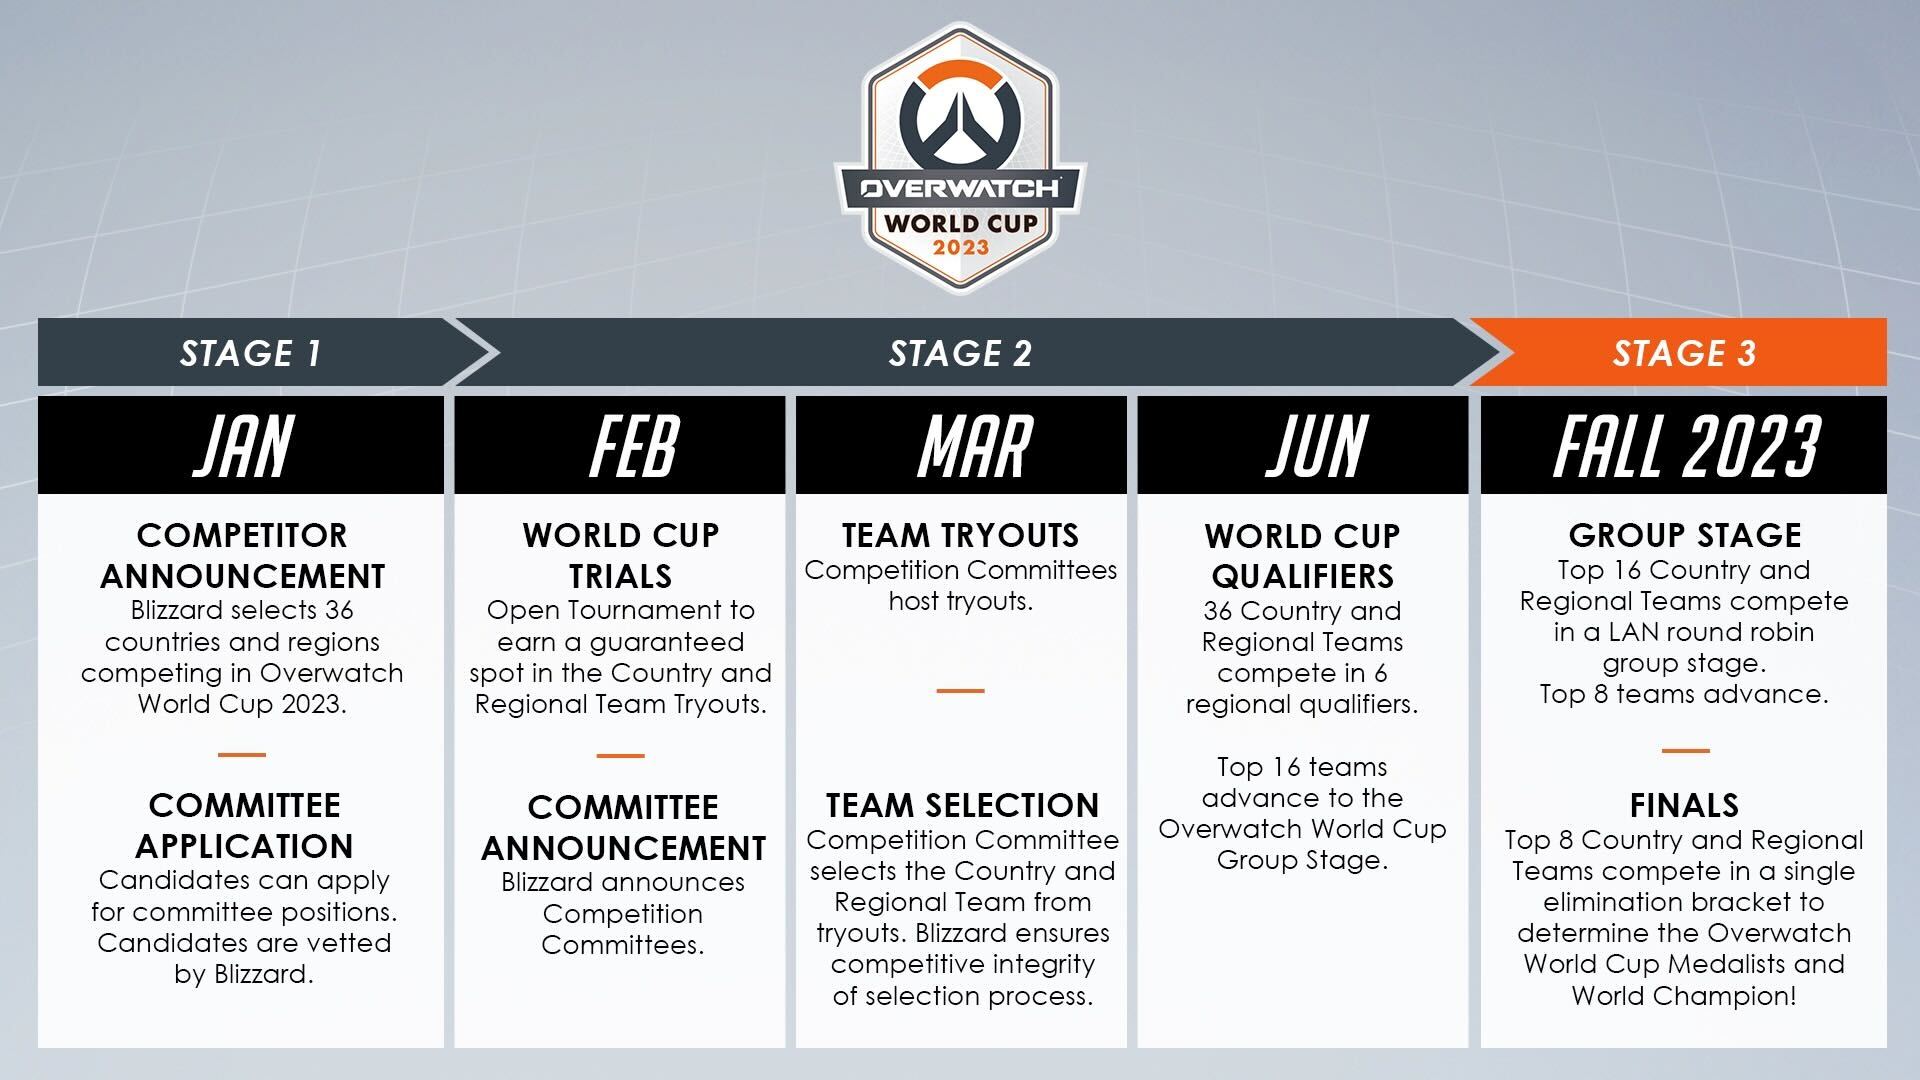 OVERWATCH
WORLD CUP
2023
STAGE 1
STAGE 2
STAGE 3
JAN
COMPETITOR
ANNOUNCEMENT
Blizzard selects 36
countries and regions
competing in Overwatch
World Cup 2023.
COMMITTEE
APPLICATION
Candidates can apply
for committee positions.
Candidates are vetted
by Blizzard.
FEB
WORLD CUP
TRIALS
Open Tournament to
earn a guaranteed
spot in the Country and
Regional Team Tryouts.
COMMITTEE
ANNOUNCEMENT
Blizzard announces
Competition
Committees.
MAR
TEAM TRYOUTS
Competition Committees
host tryouts.
TEAM SELECTION
Competition Committee
selects the Country and
Regional Team from
tryouts. Blizzard ensures
competitive integrity
of selection process.
JUN
WORLD CUP
QUALIFIERS
36 Country and
Regional Teams
compete in 6
regional qualifiers.
Top 16 teams
advance to the
Overwatch World Cup
Group Stage.
FALL 2023
GROUP STAGE
Top 16 Country and
Regional Teams compete
in a LAN round robin
group stage.
Top 8 teams advance.
FINALS
Top 8 Country and Regional
Teams compete in a single
elimination bracket to
determine the Overwatch
World Cup Medalists and
World Champion!